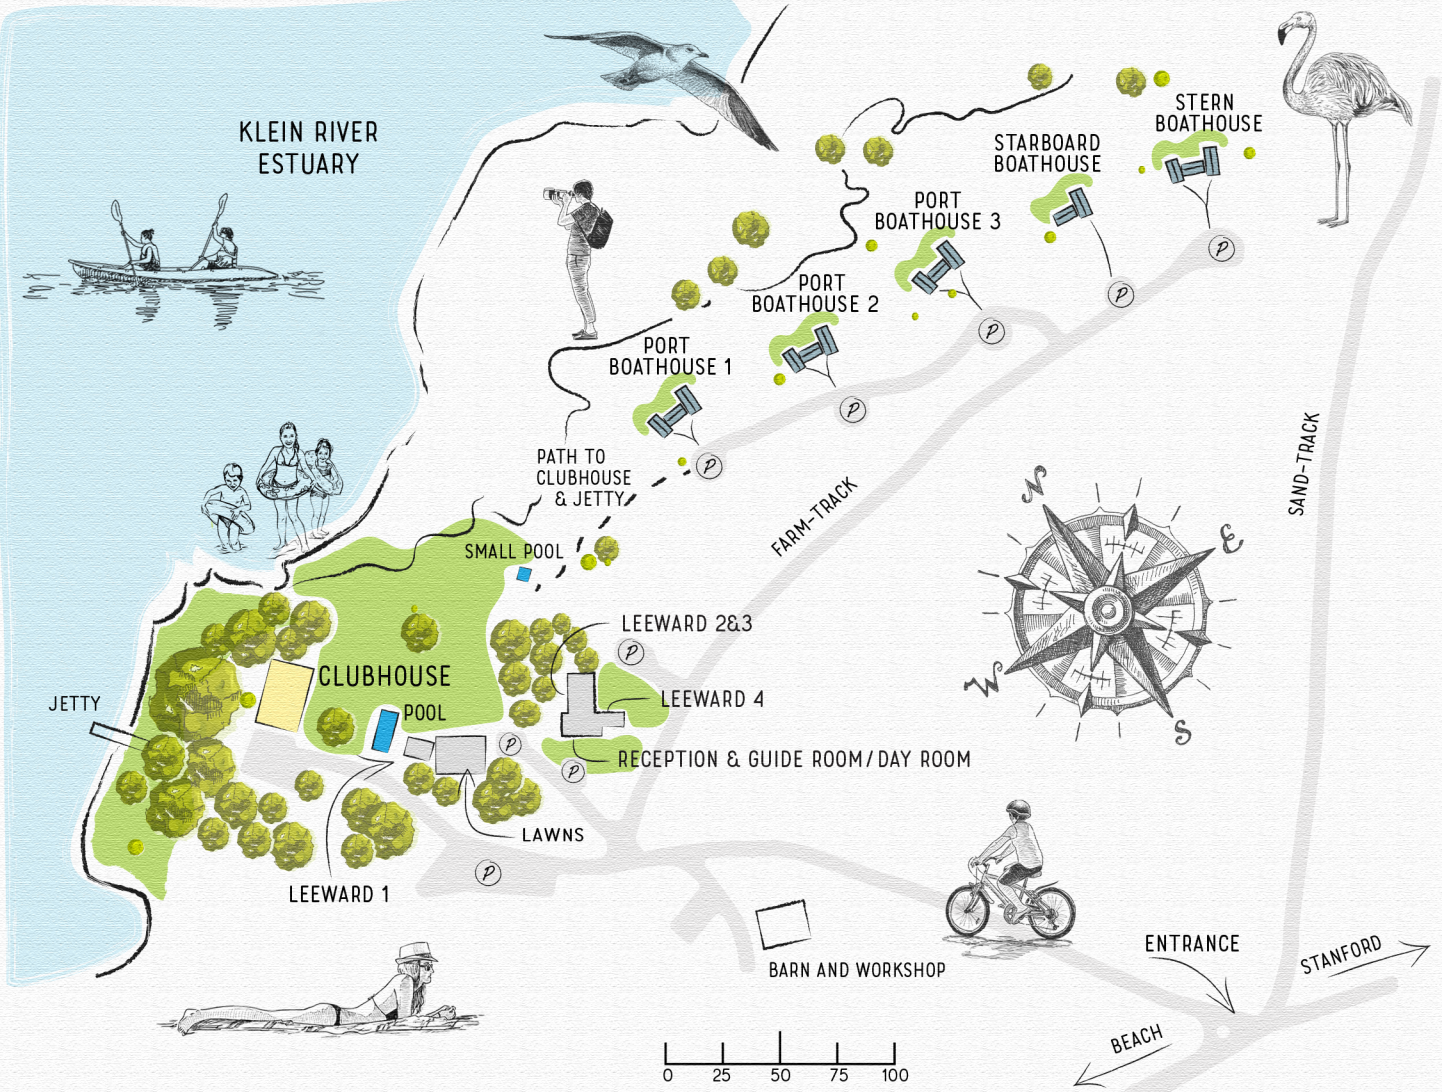 KLEIN RIVER
ESTUARY
STERN
BOATHOUSE
STARBOARD
BOATHOUSE
PORT
BOATHOUSE 3
P
PORT
BOATHOUSE 2
P
P
PORT
BOATHOUSE 1
P
P
PATH TO
CLUBHOUSE
& JETTY
FARM-TRACK
SAND-TRACK
N
E
W
S
SMALL POOL
LEEWARD 2&3
P
CLUBHOUSE
LEEWARD 4
JETTY
POOL
P
RECEPTION & GUIDE ROOM/DAY ROOM
P
LAWNS
P
LEEWARD 1
BARN AND WORKSHOP
ENTRANCE
STANFORD
BEACH
0 25 50 75 100